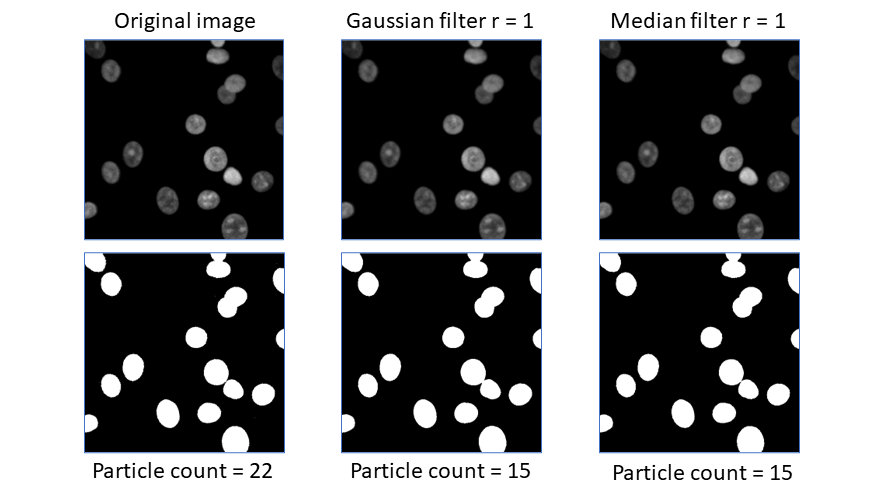 Original image
Gaussian filter r = 1
Median filter r = 1
Particle count = 22
Particle count = 15
Particle count = 15